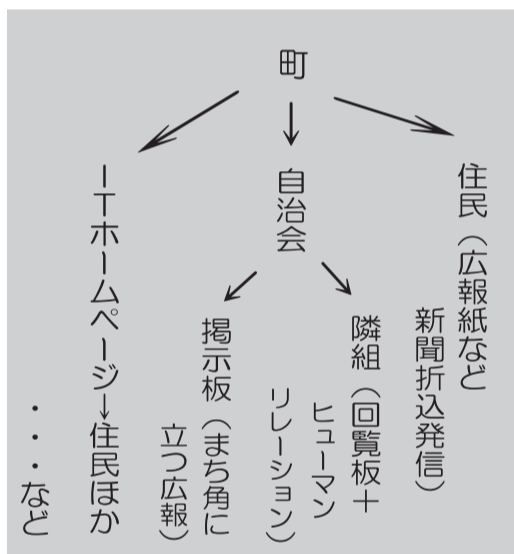 町
住民（広報紙など
新聞折込発信）
自治会
隣組（回覧板＋
ヒューマン
リレーション）
掲示板（まち角に
立つ広報）
ITホームページ→住民ほか
・・・など